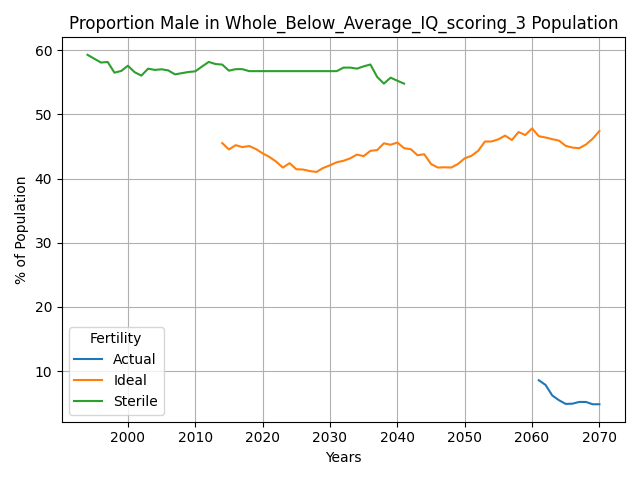 Proportion Male in Whole_Below_Average_IQ_scoring_3 Population
60
50
40
30
20
10
% of Population
Fertility
Actual
Ideal
Sterile
2000 2010 2020 2030 2040 2050 2060 2070
Years